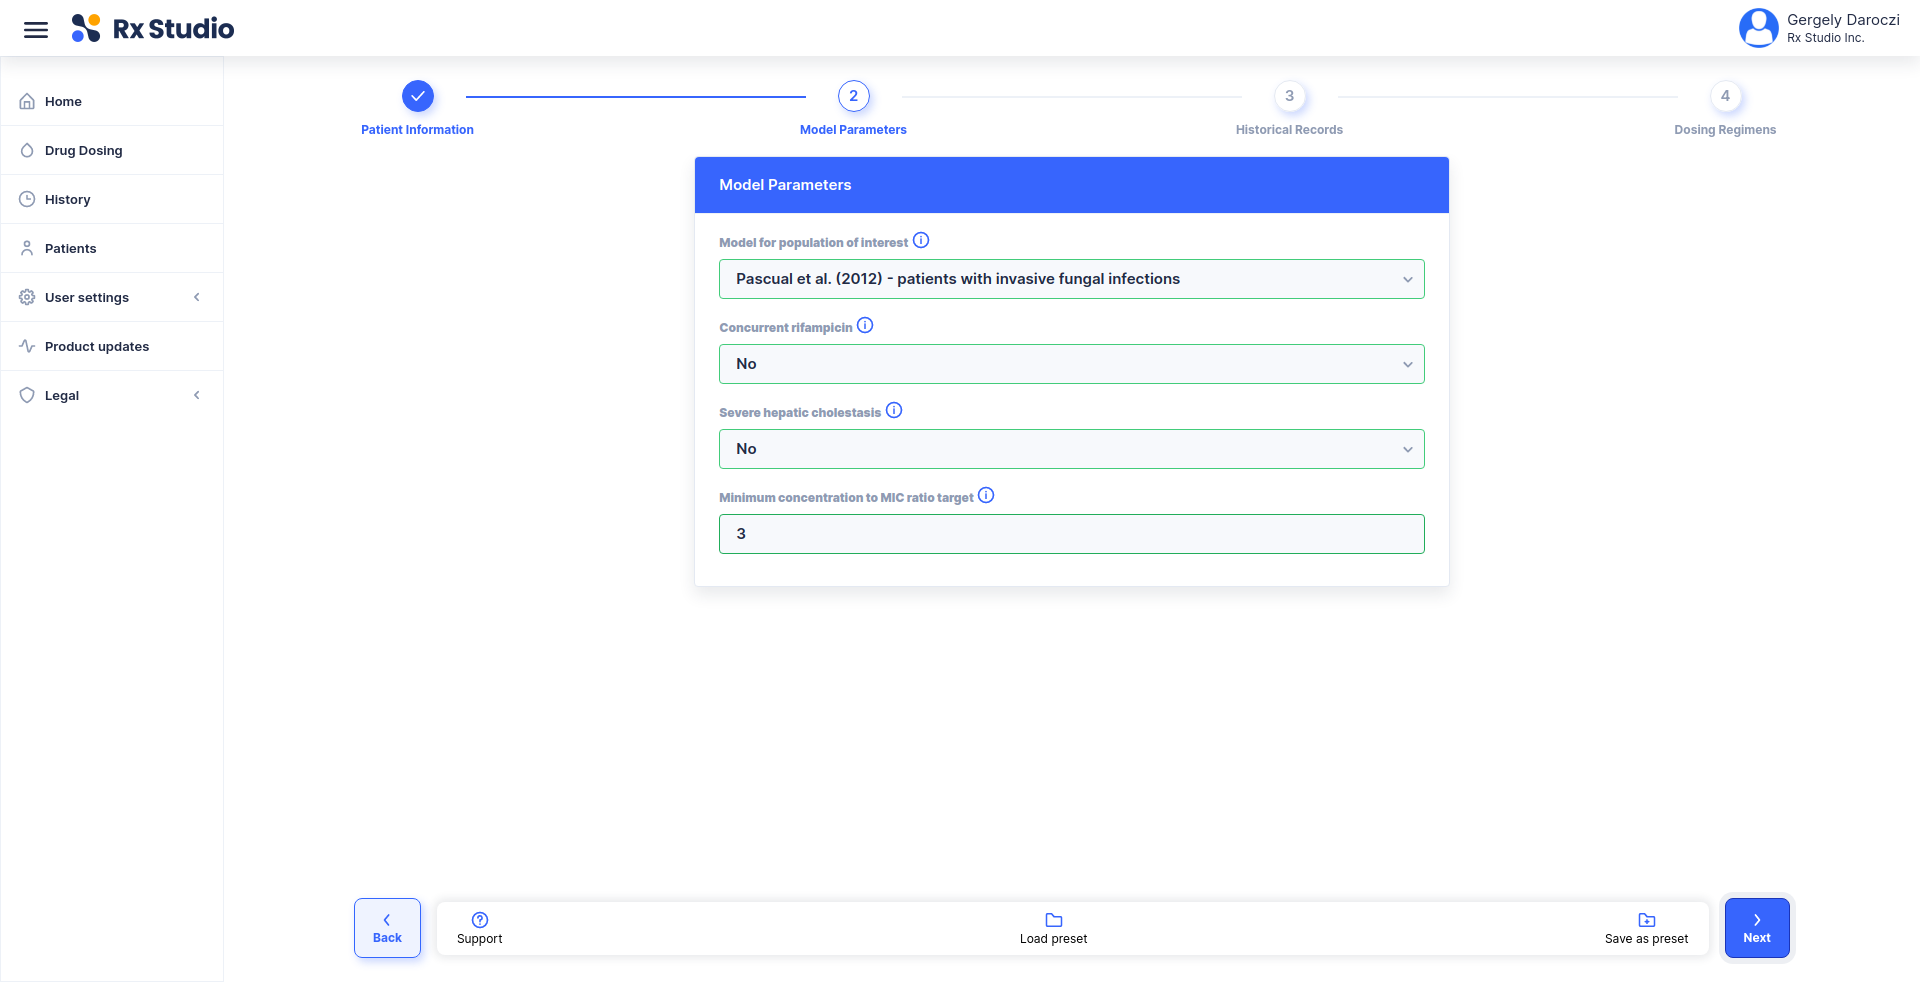 Rx Studio
Gergely Daroczi
Rx Studio Inc.
Home
Drug Dosing
History
Patients
User settings
Product updates
Legal
2
3
4
Patient Information
Model Parameters
Historical Records
Dosing Regimens
Model Parameters
Model for population of interest
Pascual et al. (2012) - patients with invasive fungal infections
Concurrent rifampicin
No
Severe hepatic cholestasis
No
Minimum concentration to MIC ratio target
3
Back
Support
Load preset
Save as preset
Next